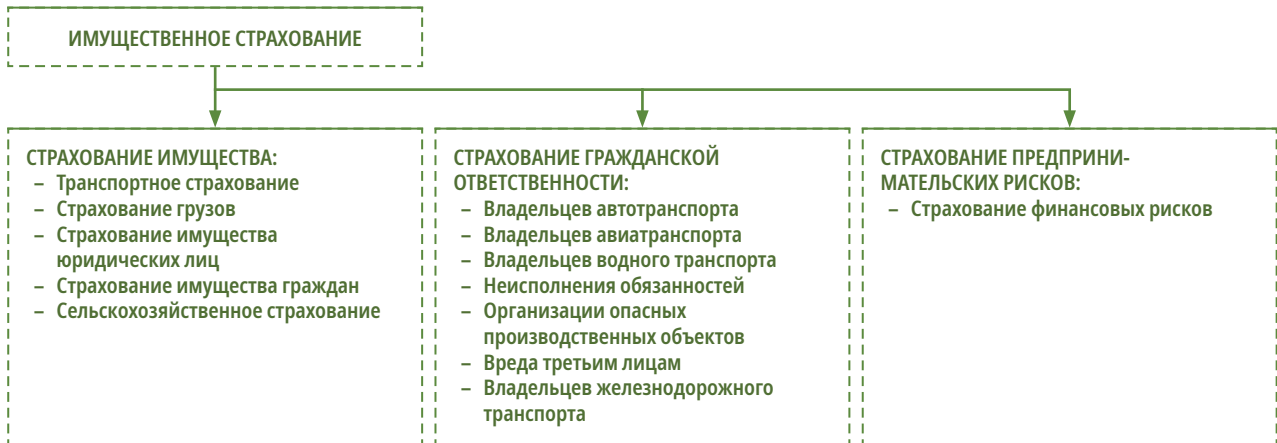 ИМУЩЕСТВЕННОЕ СТРАХОВАНИЕ
СТРАХОВАНИЕ ИМУЩЕСТВА:
– Транспортное страхование
– Страхование грузов
– Страхование имущества
юридических лиц
– Страхование имущества граждан
– Сельскохозяйственное страхование
СТРАХОВАНИЕ ГРАЖДАНСКОЙ
ОТВЕТСТВЕННОСТИ:
– Владельцев автотранспорта
– Владельцев авиатранспорта
– Владельцев водного транспорта
– Неисполнения обязанностей
– Организации опасных
производственных объектов
– Вреда третьим лицам
– Владельцев железнодорожного
транспорта
СТРАХОВАНИЕ ПРЕДПРИНИ-
МАТЕЛЬСКИХ РИСКОВ:
– Страхование финансовых рисков